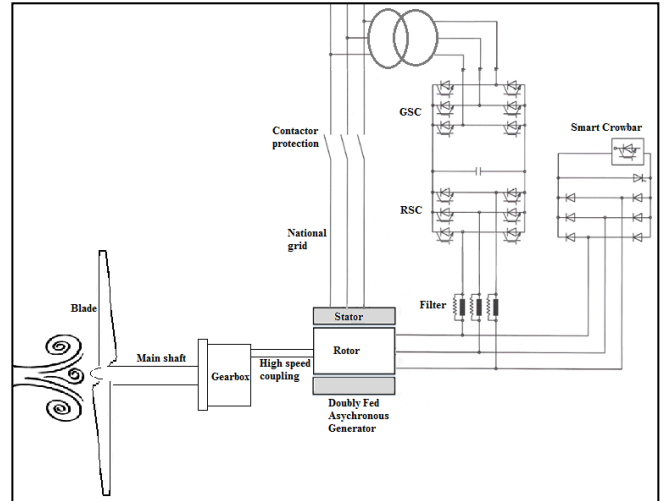 GSC
Smart Crowbar
Contactor
protection
RSC
National
grid
Blade
Filter
Stator
Main shaft
Rotor
High speed
coupling
Gearbox
Doubly Fed
Asychronous
Generator